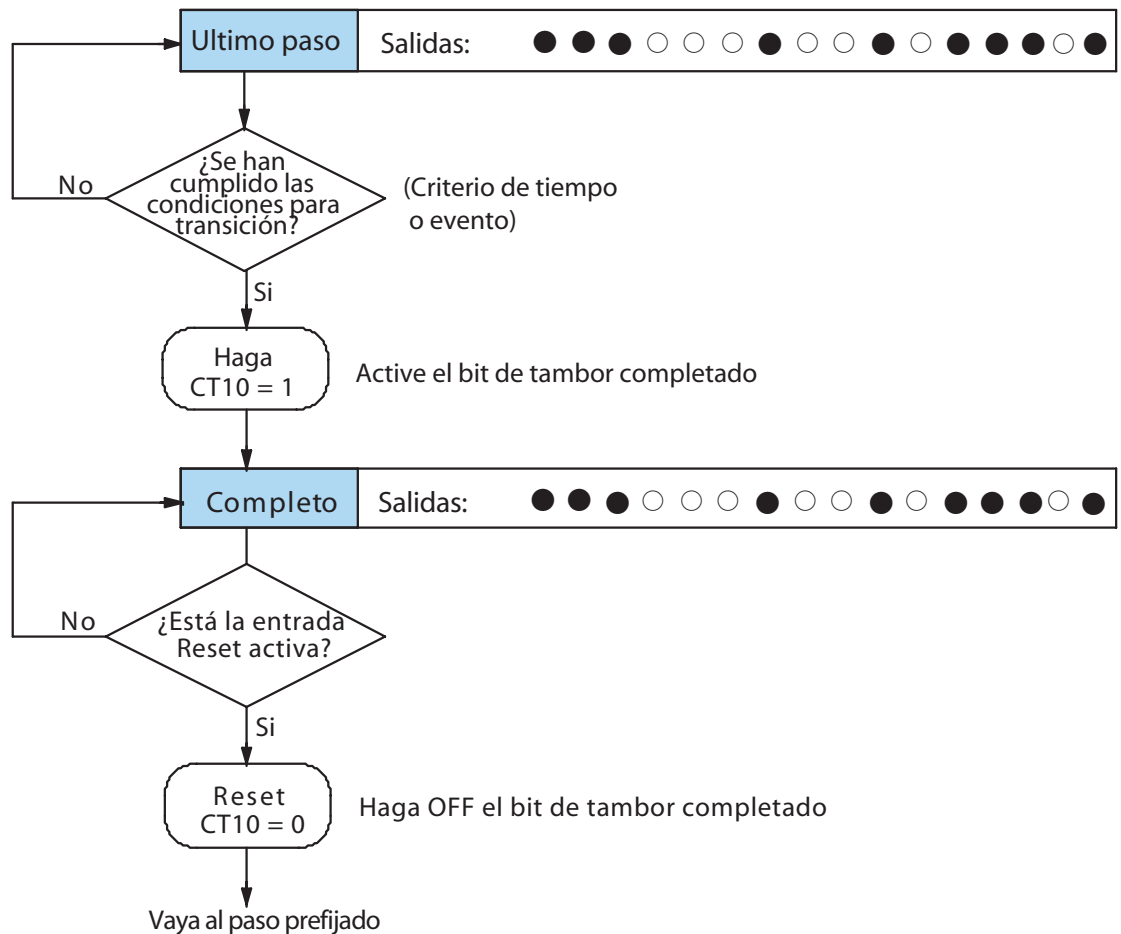 Ultimo paso
Salidas:
¿Se han
cumplido las
condiciones para
transición?
No
(Criterio de tiempo
o evento)
Si
Haga
CT10 = 1
Active el bit de tambor completado
Completo
Salidas:
No
¿Está la entrada
Reset activa?
Si
Reset
CT10 = 0
Haga OFF el bit de tambor completado
Vaya al paso prefijado